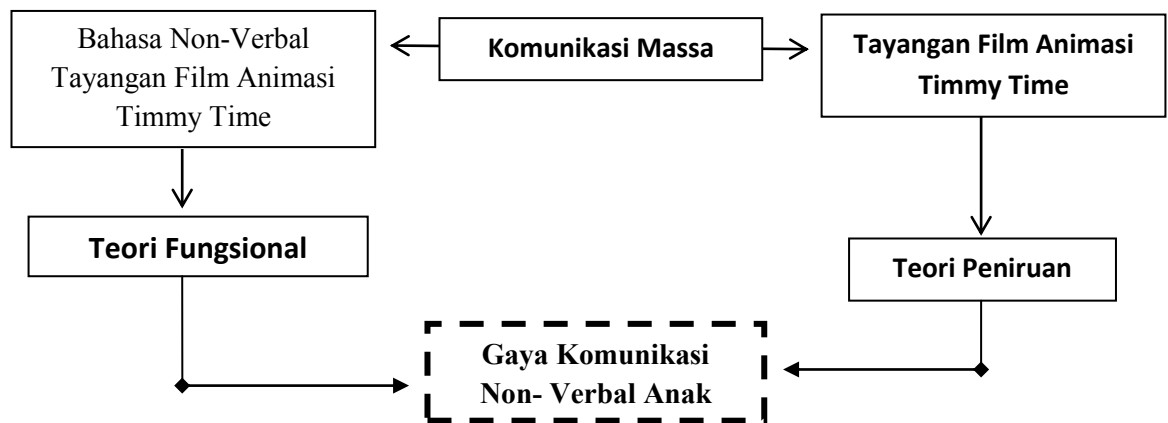 Bahasa Non-Verbal
Tayangan Film Animasi
Timmy Time
Komunikasi Massa
Tayangan Film Animasi
Timmy Time
Teori Fungsional
Teori Peniruan
Gaya Komunikasi
Non- Verbal Anak